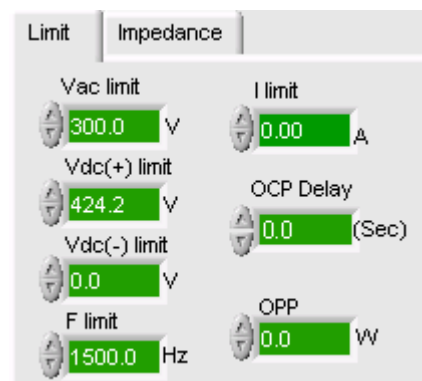 Limit Impedance
Vac limit
300.0 V
Vdc(+) limit
424.2 V
Vdc(-) limit
0.0 V
F limit
1500.0 Hz
I limit
0.00 A
OCP Delay
0.0 (Sec)
OPP
0.0 W